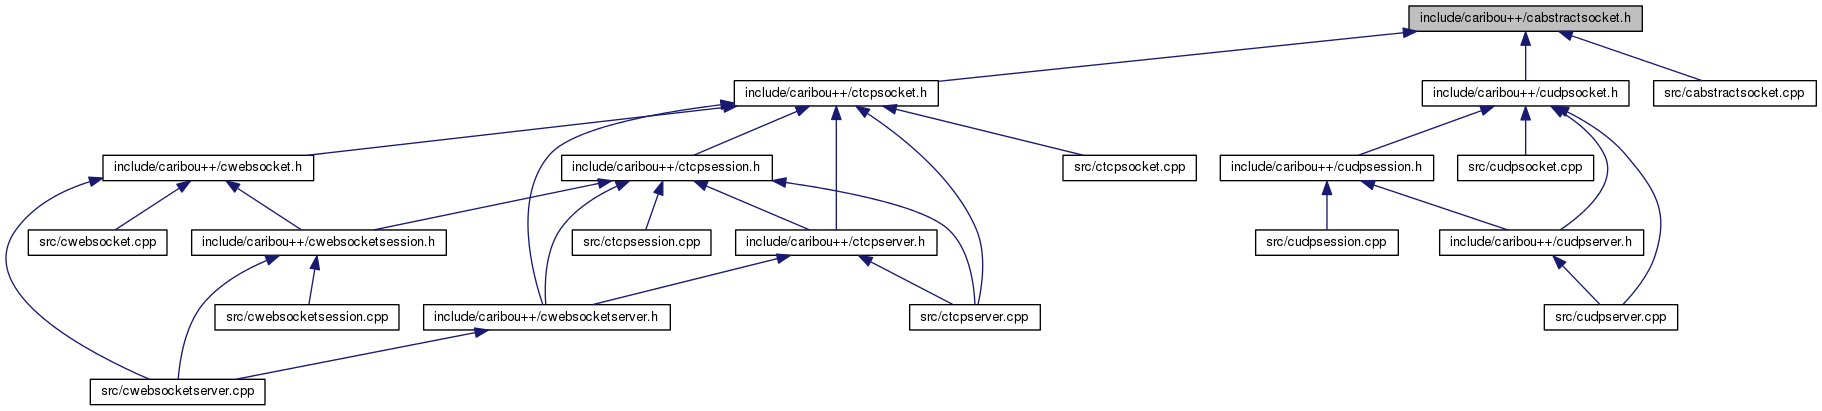 include/caribou++/cabstractsocket.h
include/caribou++/ctcpsocket.h
include/caribou++/cudpsocket.h
src/cabstractsocket.cpp
include/caribou++/cwebsocket.h
include/caribou++/ctcpsession.h
src/ctcpsocket.cpp
include/caribou++/cudpsession.h
src/cudpsocket.cpp
src/cwebsocket.cpp
include/caribou++/cwebsocketsession.h
src/ctcpsession.cpp
include/caribou++/ctcpserver.h
src/cudpsession.cpp
include/caribou++/cudpserver.h
src/cwebsocketsession.cpp
include/caribou++/cwebsocketserver.h
src/ctcpserver.cpp
src/cudpserver.cpp
src/cwebsocketserver.cpp